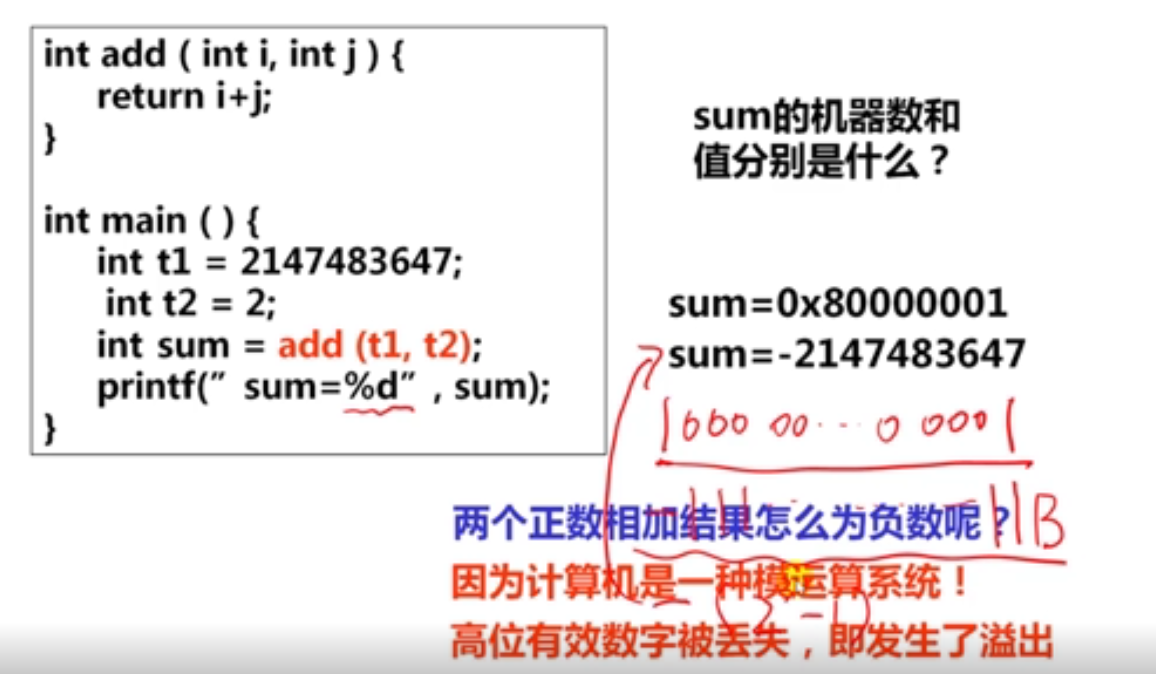 int add ( int i, int j ) {
return i+j;
}
int main ( ) {
int t1 = 2147483647;
int t2 = 2;
int sum = add (t1, t2);
printf(” sum=%d” , sum);
}
sum的机器数和
值分别是什么？
sum=0x80000001
sum=-2147483647
1000 00··· 0 0001
两个正数相加结果怎么为负数呢？
因为计算机是一种模运算系统！
高位有效数字被丢失，即发生了溢出